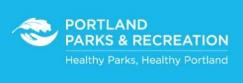 PORTLAND
PARKS & RECREATION
Healthy Parks, Healthy Portland